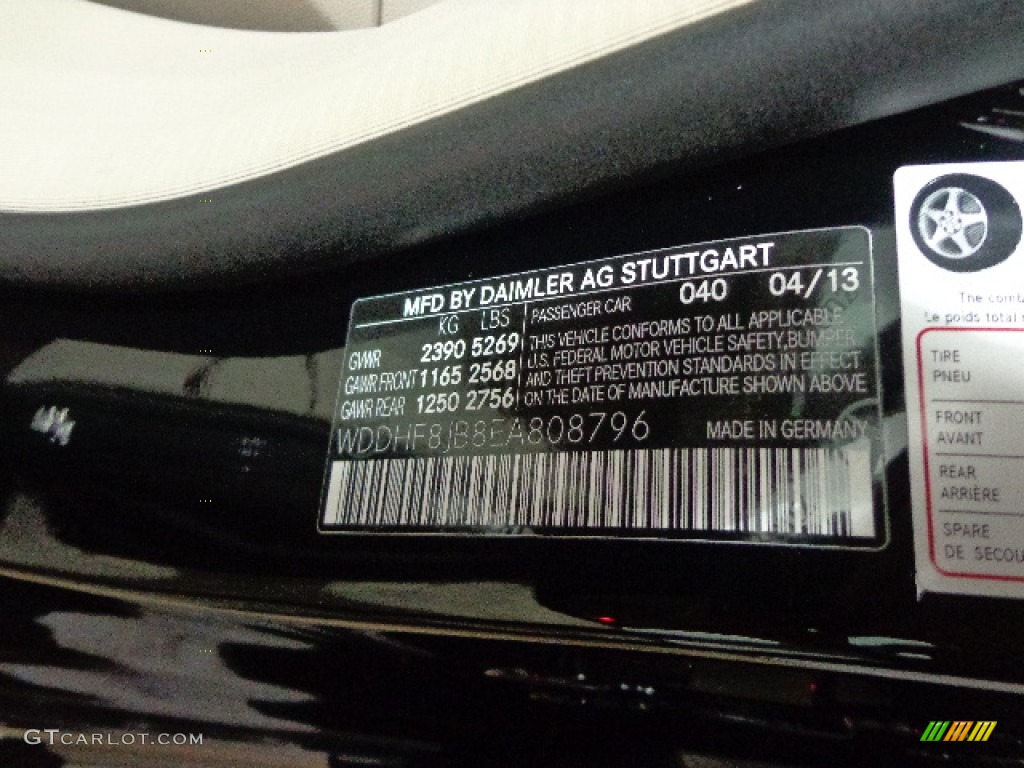 MFD BY DAIMLER AG STUTTGART
KG LBS PASSENGER CAR 040 04/13
GVWR 2390 5269
GAWR FRONT 1165 2568
GAWR REAR 1250 2756
THIS VEHICLE CONFORMS TO ALL APPLICABLE
U.S. FEDERAL MOTOR VEHICLE SAFETY, BUMPER
AND THEFT PREVENTION STANDARDS IN EFFECT
ON THE DATE OF MANUFACTURE SHOWN ABOVE
WDDHF8JB8EA808796 MADE IN GERMANY
The comb
Le poids total
TIRE
PNEU
FRONT
AVANT
REAR
ARRIÈRE
SPARE
DE SECOU
GTCARLOT.COM